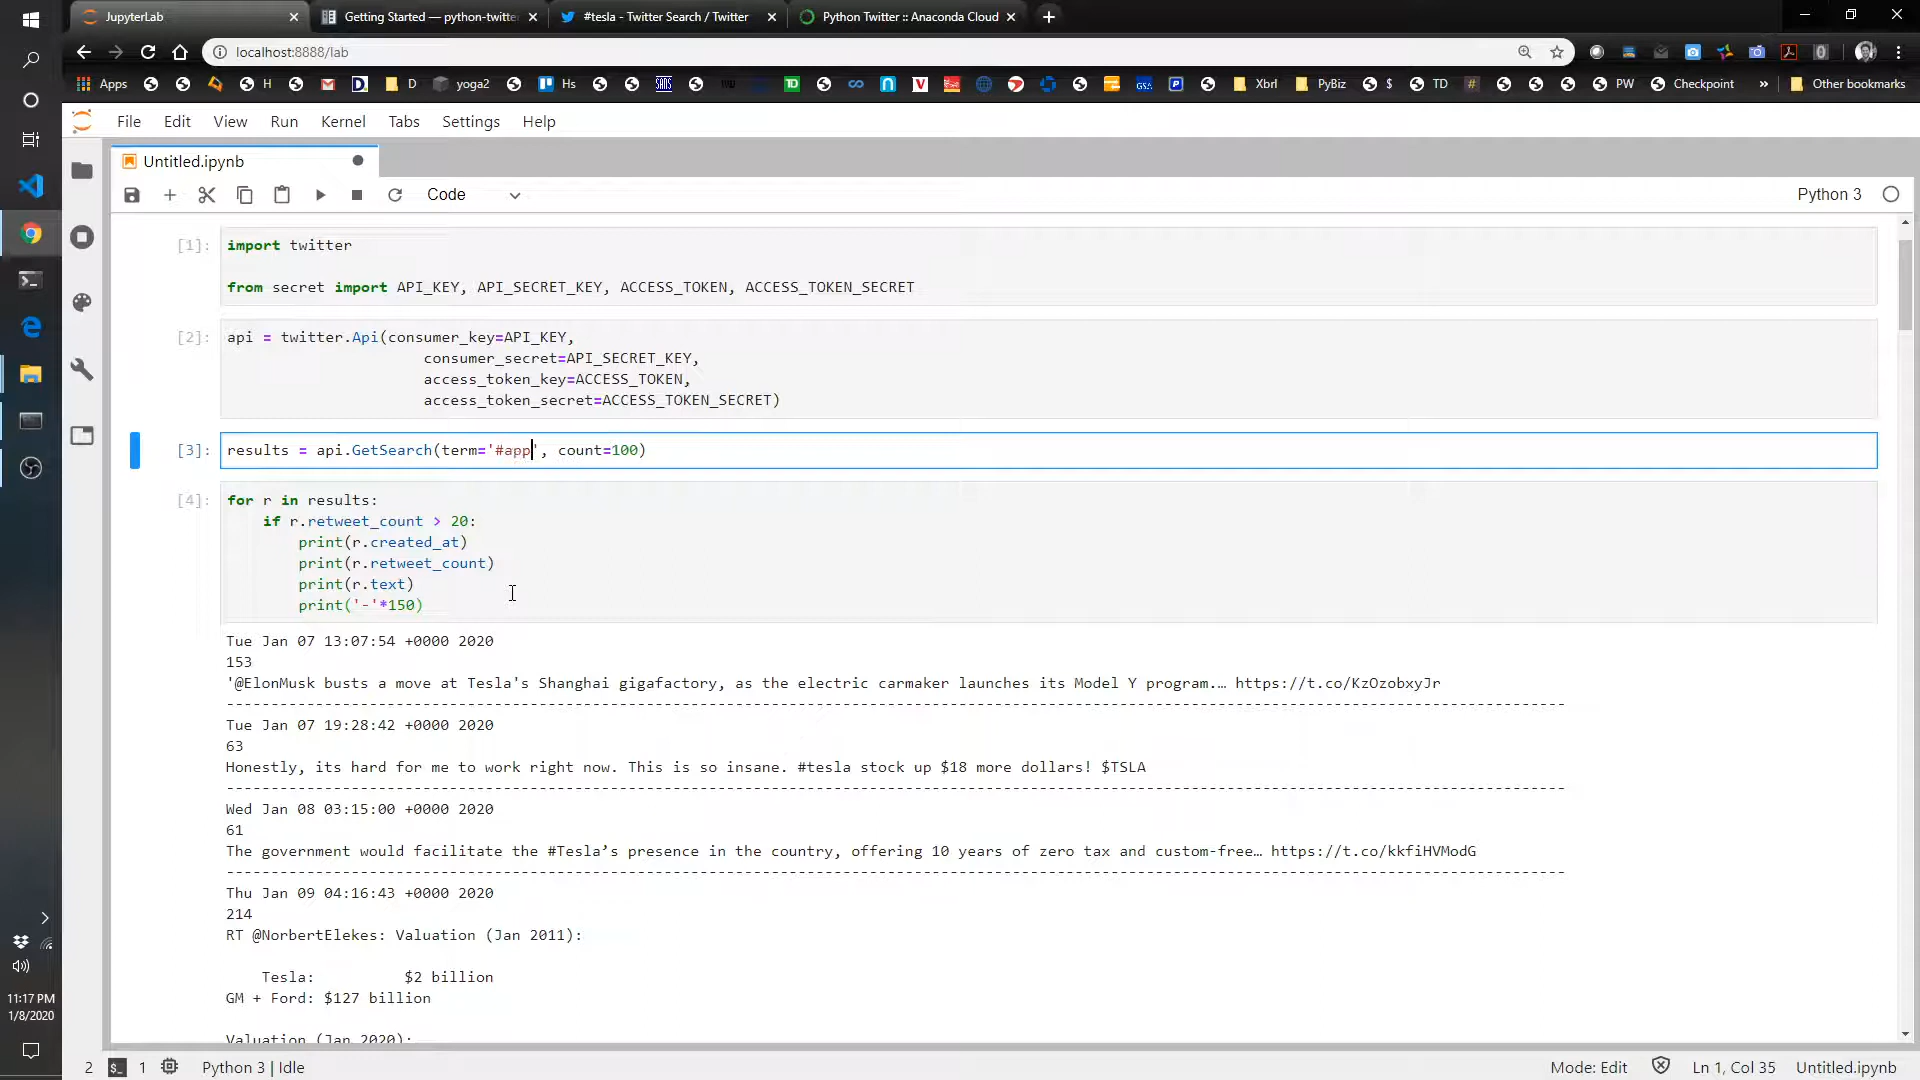 JupyterLab
Getting Started — python-twitte
#tesla - Twitter Search / Twitter
Python Twitter :: Anaconda Cloud
localhost:8888/lab
Apps
H
D
yoga2
Hs
Xbrl
PyBiz
$
TD
PW
Checkpoint
»
Other bookmarks
File Edit View Run Kernel Tabs Settings Help
Untitled.ipynb
Code
Python 3
[1]: import twitter
from secret import API_KEY, API_SECRET_KEY, ACCESS_TOKEN, ACCESS_TOKEN_SECRET
[2]: api = twitter.Api(consumer_key=API_KEY,
consumer_secret=API_SECRET_KEY,
access_token_key=ACCESS_TOKEN,
access_token_secret=ACCESS_TOKEN_SECRET)
[3]: results = api.GetSearch(term='#app', count=100)
[4]: for r in results:
if r.retweet_count > 20:
print(r.created_at)
print(r.retweet_count)
print(r.text)
print('-'*150)
Tue Jan 07 13:07:54 +0000 2020
153
'@ElonMusk busts a move at Tesla's Shanghai gigafactory, as the electric carmaker launches its Model Y program.… https://t.co/KzOzobxyJr
------------------------------------------------------------------------------------------------------------------------------------------------------
Tue Jan 07 19:28:42 +0000 2020
63
Honestly, its hard for me to work right now. This is so insane. #tesla stock up $18 more dollars! $TSLA
------------------------------------------------------------------------------------------------------------------------------------------------------
Wed Jan 08 03:15:00 +0000 2020
61
The government would facilitate the #Tesla’s presence in the country, offering 10 years of zero tax and custom-free… https://t.co/kkfiHVModG
------------------------------------------------------------------------------------------------------------------------------------------------------
Thu Jan 09 04:16:43 +0000 2020
214
RT @NorbertElekes: Valuation (Jan 2011):
Tesla: $2 billion
GM + Ford: $127 billion
Valuation (Jan 2020):
11:17 PM
1/8/2020
2 $_ 1 Python 3 | Idle
Mode: Edit Ln 1, Col 35 Untitled.ipynb